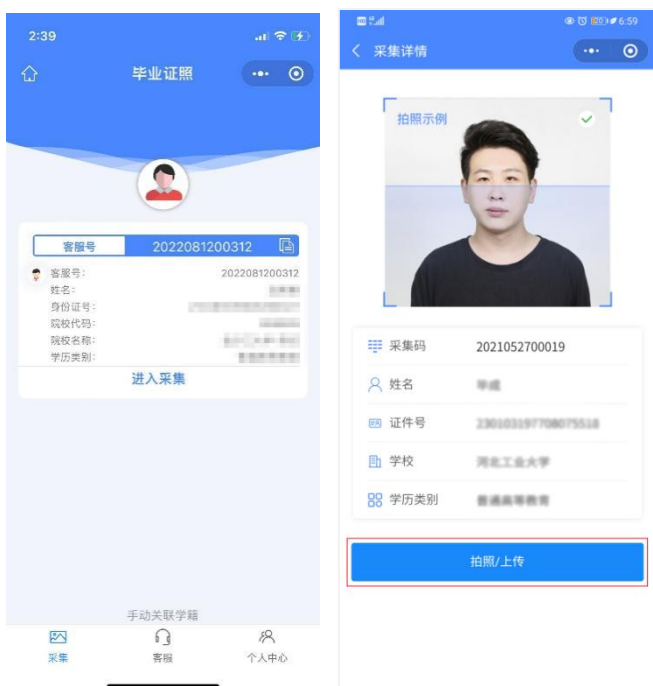 2:39
毕业证照
客服号 2022081200312
客服号: 2022081200312
姓名:
身份证号:
院校代码:
院校名称:
学历类别:
进入采集
手动关联学籍
采集 客服 个人中心
6:59
采集详情
拍照示例
采集码 2021052700019
姓名
证件号
学校
学历类别
拍照/上传